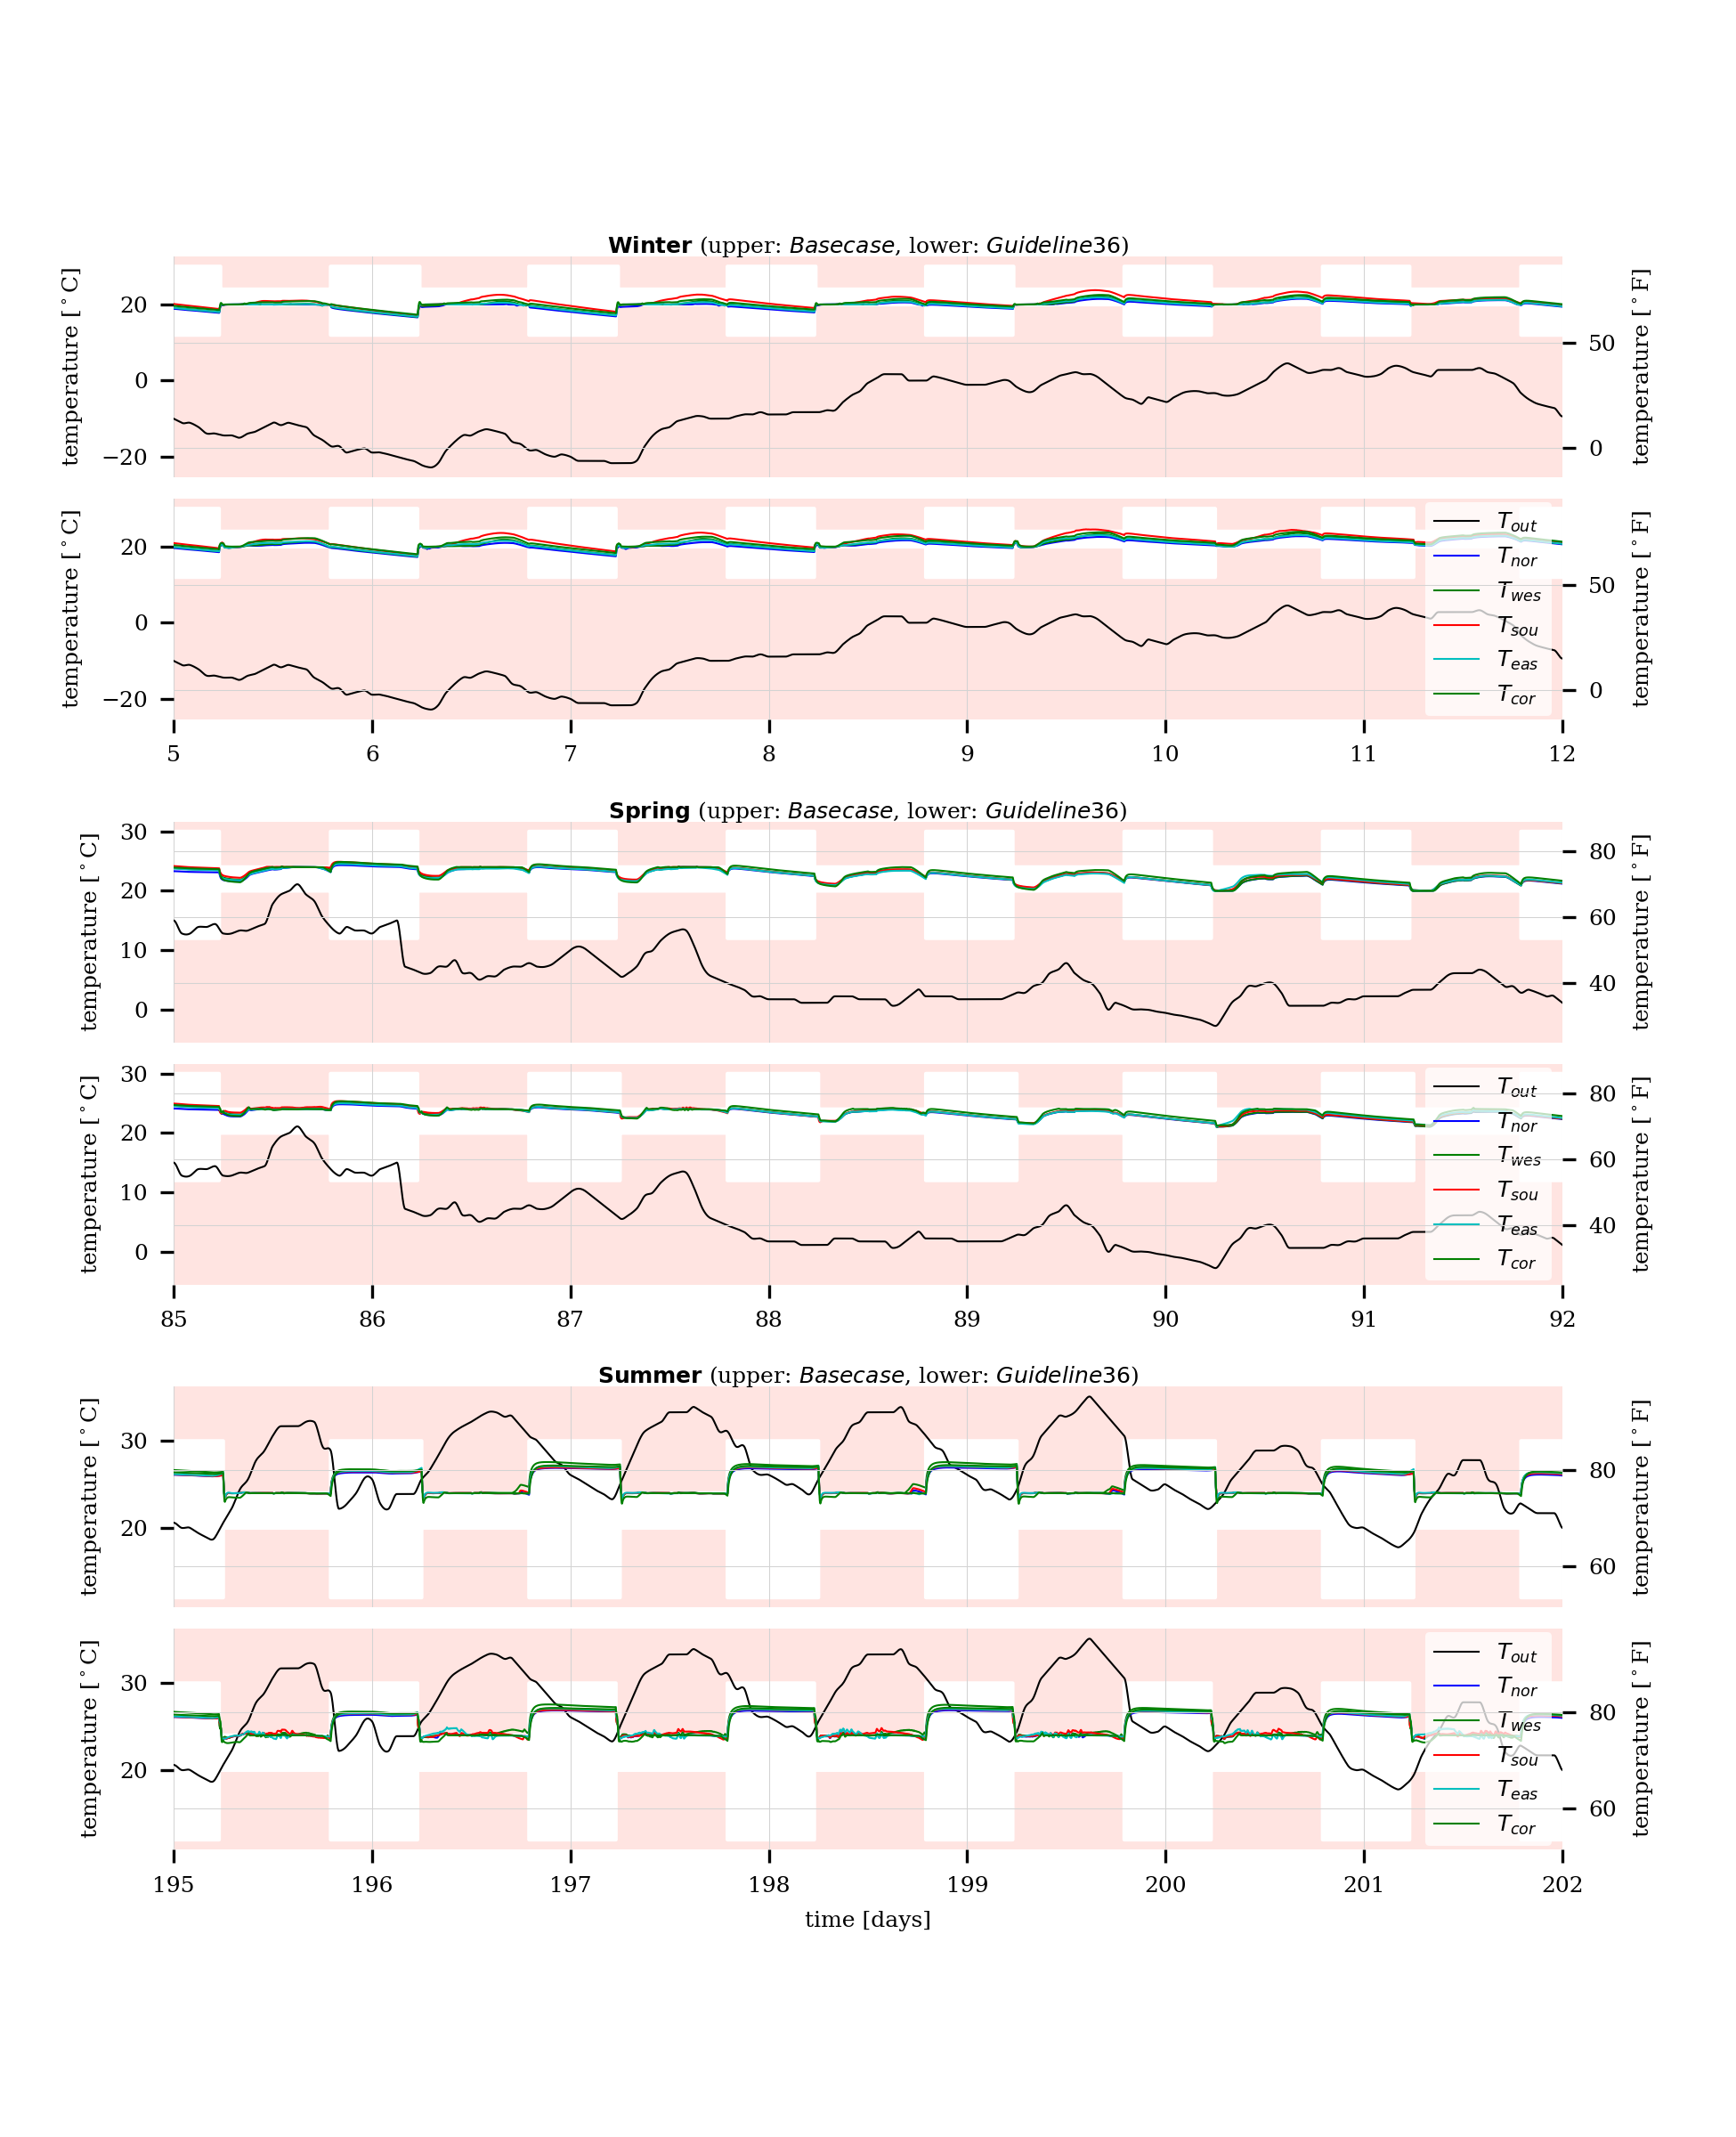 Winter (upper: Basecase, lower: Guideline36)
temperature [°C]
20
0
−20
50
0
temperature [°F]
temperature [°C]
20
0
−20
T_out
T_nor
T_wes
T_sou
T_eas
T_cor
50
0
temperature [°F]
5 6 7 8 9 10 11 12
Spring (upper: Basecase, lower: Guideline36)
temperature [°C]
30
20
10
0
80
60
40
temperature [°F]
temperature [°C]
30
20
10
0
T_out
T_nor
T_wes
T_sou
T_eas
T_cor
80
60
40
temperature [°F]
85 86 87 88 89 90 91 92
Summer (upper: Basecase, lower: Guideline36)
temperature [°C]
30
20
80
60
temperature [°F]
temperature [°C]
30
20
T_out
T_nor
T_wes
T_sou
T_eas
T_cor
80
60
temperature [°F]
195 196 197 198 199 200 201 202
time [days]